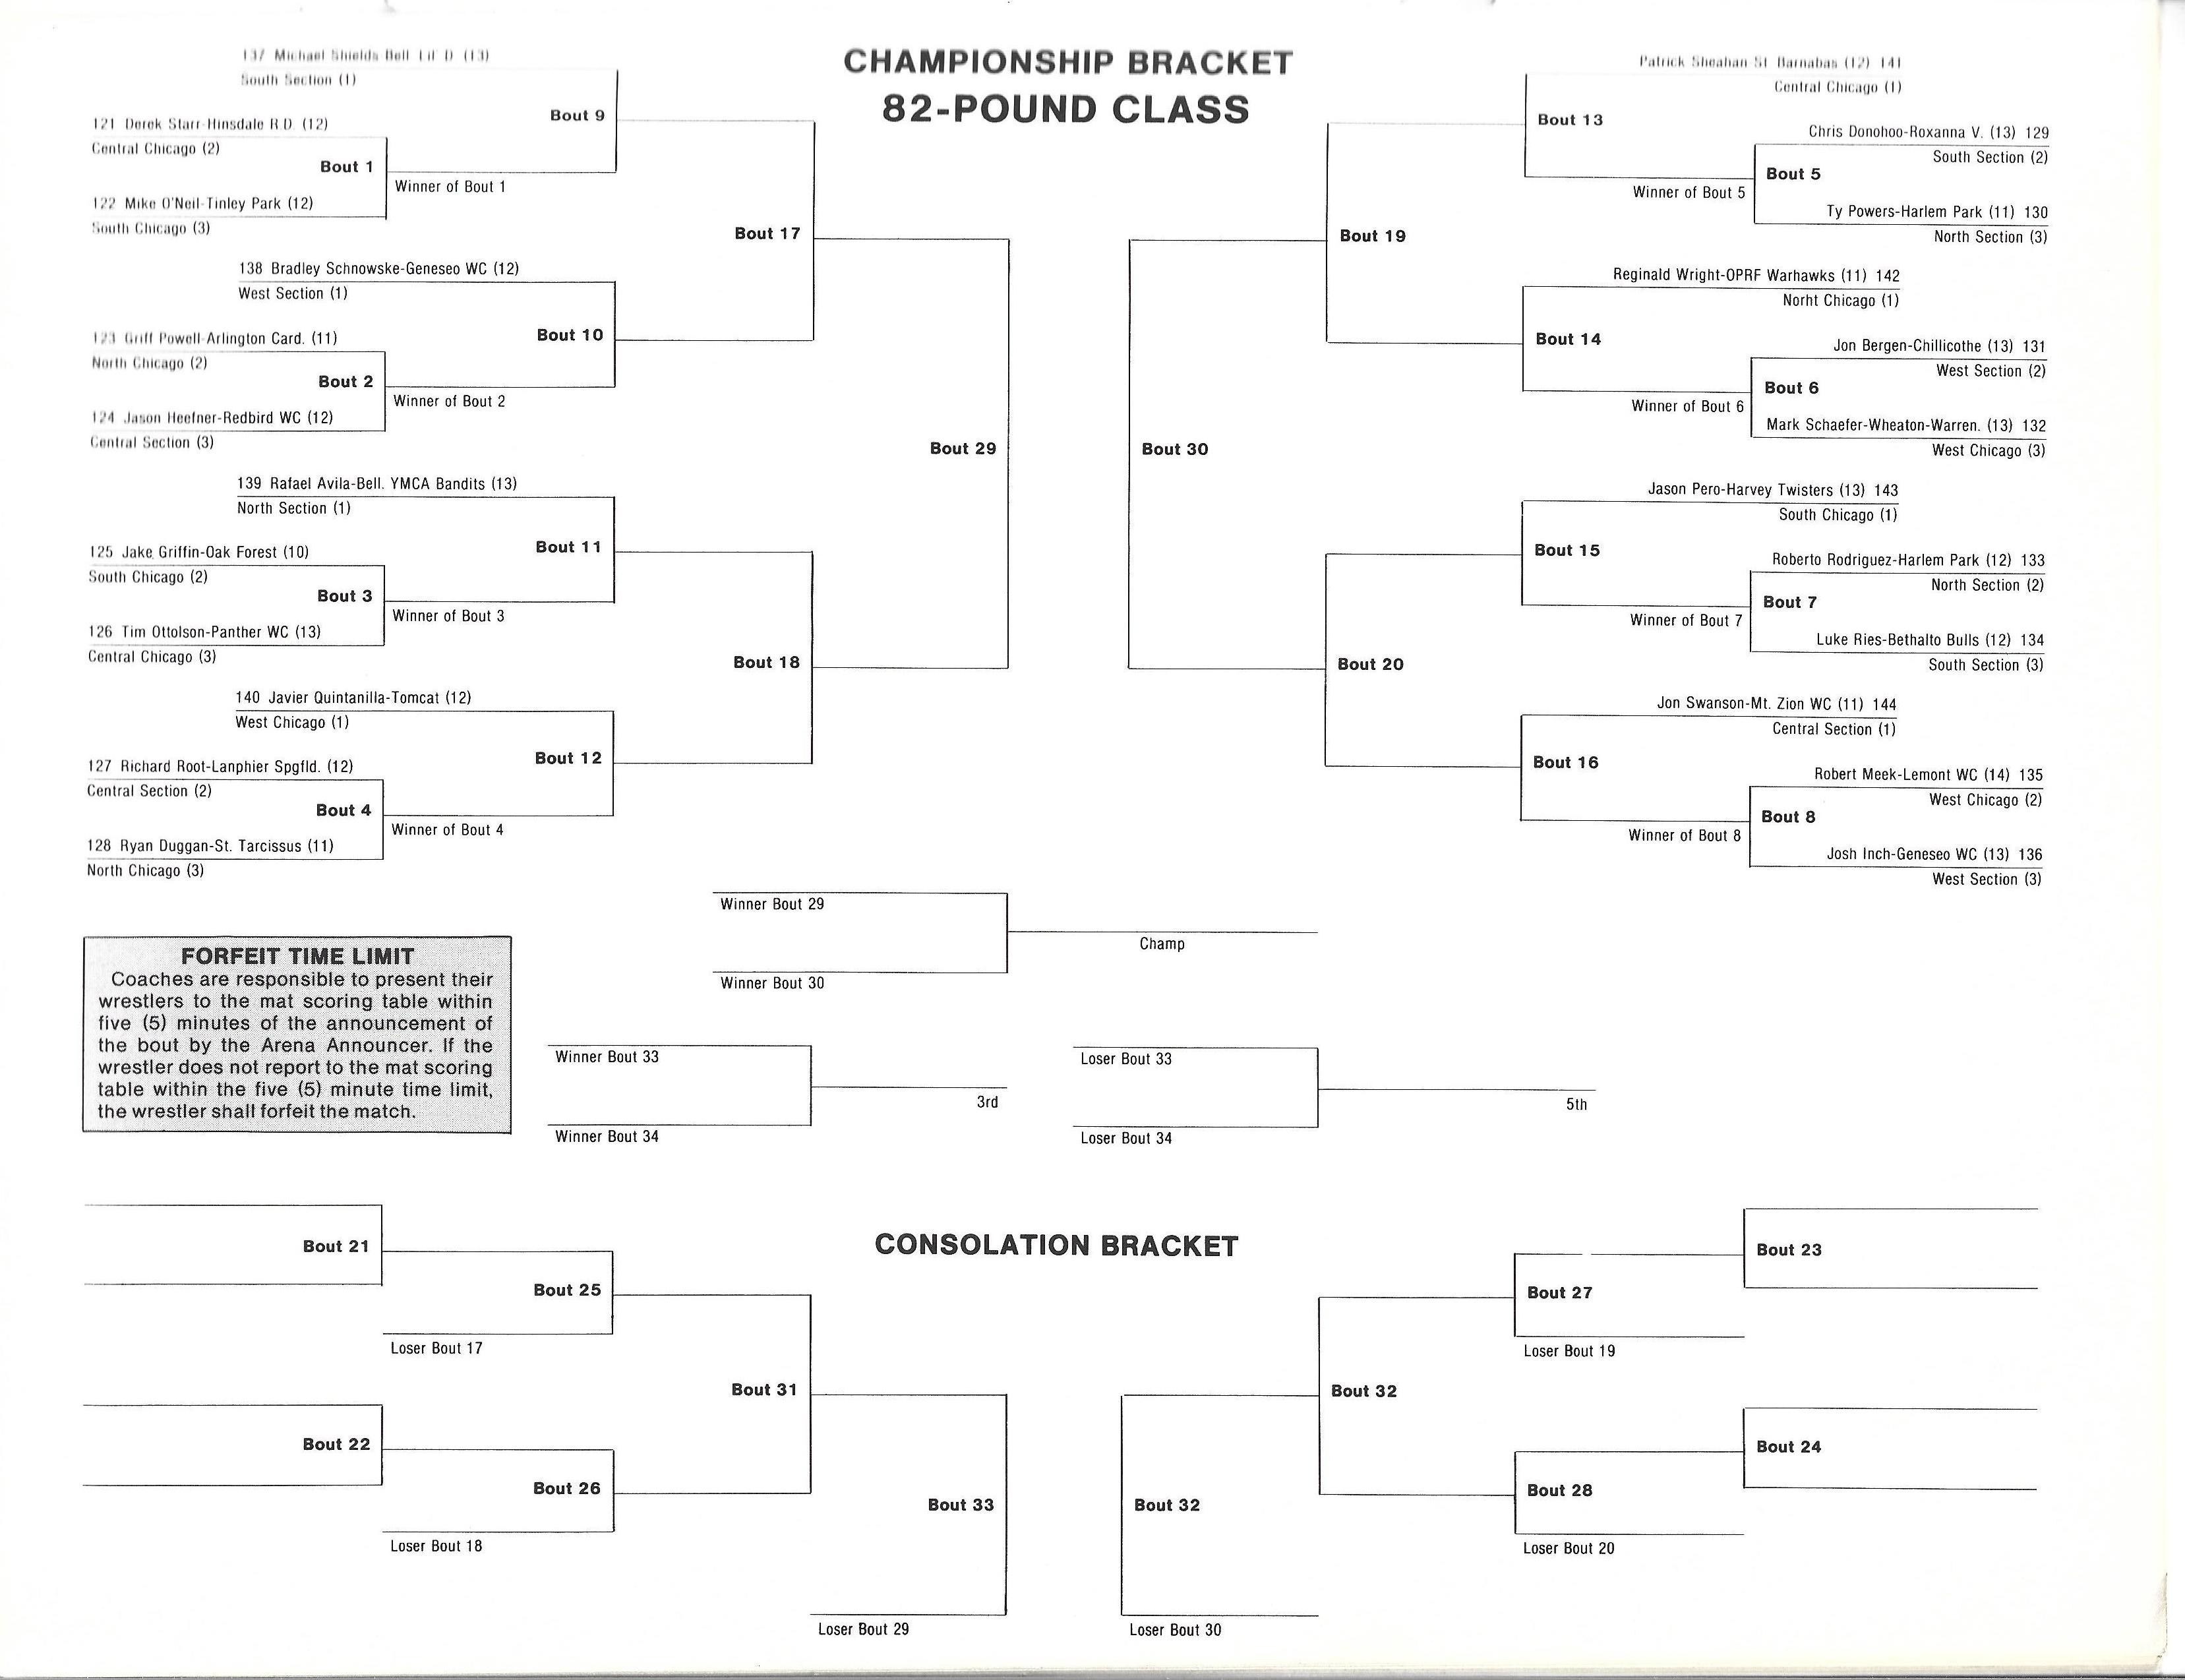 CHAMPIONSHIP BRACKET
82-POUND CLASS
137 Michael Shields Bell Lil' D (13)
South Section (1)
Bout 9
121 Derek Starr-Hinsdale R.D. (12)
Central Chicago (2)
Bout 1
Winner of Bout 1
122 Mike O'Neil-Tinley Park (12)
South Chicago (3)
Bout 17
138 Bradley Schnowske-Geneseo WC (12)
West Section (1)
Bout 10
123 Griff Powell-Arlington Card. (11)
North Chicago (2)
Bout 2
Winner of Bout 2
124 Jason Heefner-Redbird WC (12)
Central Section (3)
Bout 29
139 Rafael Avila-Bell. YMCA Bandits (13)
North Section (1)
Bout 11
125 Jake Griffin-Oak Forest (10)
South Chicago (2)
Bout 3
Winner of Bout 3
126 Tim Ottolson-Panther WC (13)
Central Chicago (3)
Bout 18
140 Javier Quintanilla-Tomcat (12)
West Chicago (1)
Bout 12
127 Richard Root-Lanphier Spgfld. (12)
Central Section (2)
Bout 4
Winner of Bout 4
128 Ryan Duggan-St. Tarcissus (11)
North Chicago (3)
Patrick Sheahan St Barnabas (12) 141
Central Chicago (1)
Bout 13
Chris Donohoo-Roxanna V. (13) 129
South Section (2)
Bout 5
Winner of Bout 5
Ty Powers-Harlem Park (11) 130
North Section (3)
Bout 19
Reginald Wright-OPRF Warhawks (11) 142
Norht Chicago (1)
Bout 14
Jon Bergen-Chillicothe (13) 131
West Section (2)
Bout 6
Winner of Bout 6
Mark Schaefer-Wheaton-Warren. (13) 132
West Chicago (3)
Bout 30
Jason Pero-Harvey Twisters (13) 143
South Chicago (1)
Bout 15
Roberto Rodriguez-Harlem Park (12) 133
North Section (2)
Bout 7
Winner of Bout 7
Luke Ries-Bethalto Bulls (12) 134
South Section (3)
Bout 20
Jon Swanson-Mt. Zion WC (11) 144
Central Section (1)
Bout 16
Robert Meek-Lemont WC (14) 135
West Chicago (2)
Bout 8
Winner of Bout 8
Josh Inch-Geneseo WC (13) 136
West Section (3)
Winner Bout 29
Champ
Winner Bout 30
FORFEIT TIME LIMIT
Coaches are responsible to present their
wrestlers to the mat scoring table within
five (5) minutes of the announcement of
the bout by the Arena Announcer. If the
wrestler does not report to the mat scoring
table within the five (5) minute time limit,
the wrestler shall forfeit the match.
Winner Bout 33
3rd
Winner Bout 34
Loser Bout 33
5th
Loser Bout 34
CONSOLATION BRACKET
Bout 21
Bout 25
Loser Bout 17
Bout 31
Bout 22
Bout 26
Loser Bout 18
Bout 33
Loser Bout 29
Bout 23
Bout 27
Loser Bout 19
Bout 32
Bout 24
Bout 28
Loser Bout 20
Bout 32
Loser Bout 30